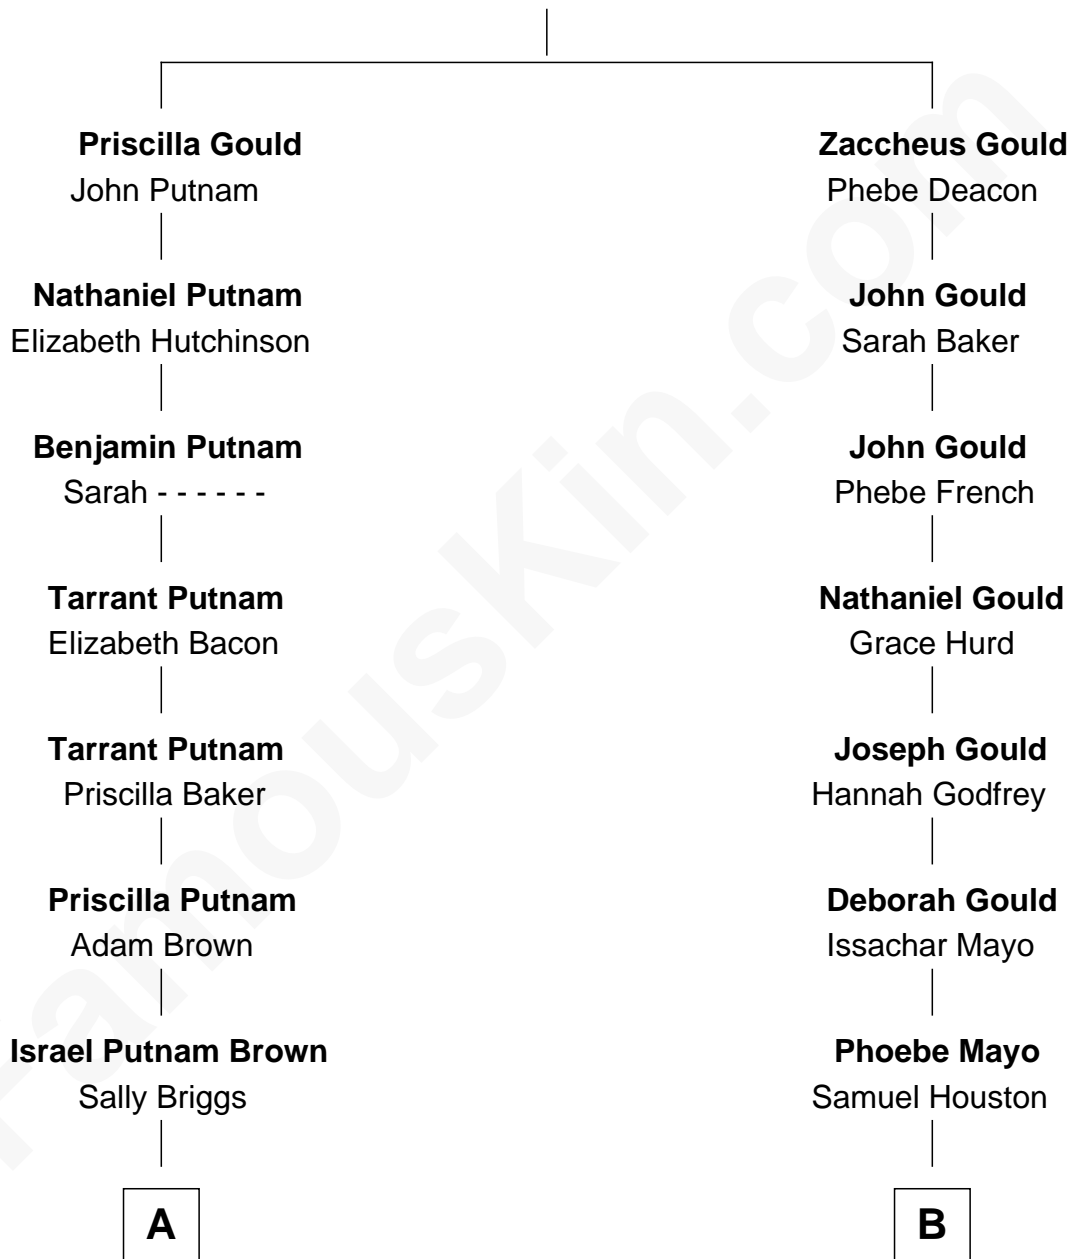 Priscilla Gould
John Putnam
Zaccheus Gould
Phebe Deacon
Nathaniel Putnam
Elizabeth Hutchinson
John Gould
Sarah Baker
Benjamin Putnam
Sarah - - - - - -
John Gould
Phebe French
Tarrant Putnam
Elizabeth Bacon
Nathaniel Gould
Grace Hurd
Tarrant Putnam
Priscilla Baker
Joseph Gould
Hannah Godfrey
Priscilla Putnam
Adam Brown
Deborah Gould
Issachar Mayo
Israel Putnam Brown
Sally Briggs
Phoebe Mayo
Samuel Houston
A
B
FamousKin.com